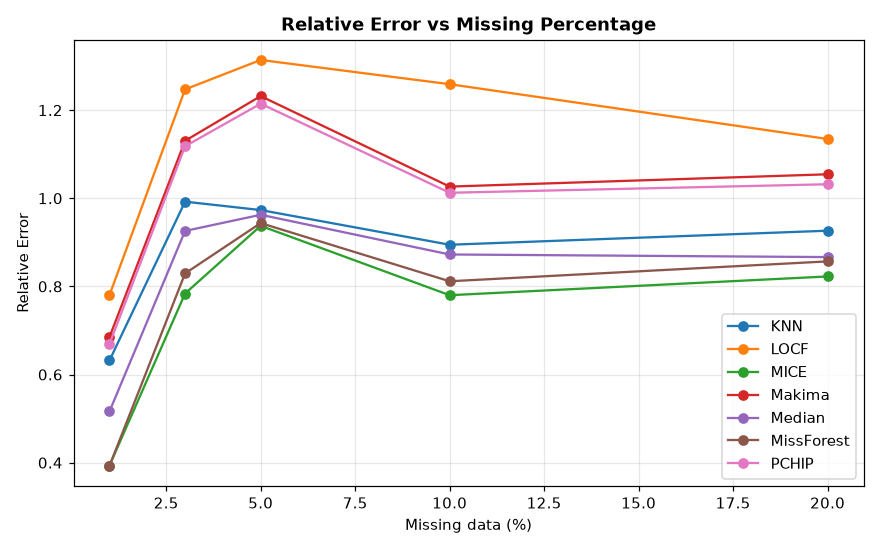 Relative Error vs Missing Percentage
Relative Error
1.2
1.0
0.8
0.6
0.4
2.5 5.0 7.5 10.0 12.5 15.0 17.5 20.0
Missing data (%)
KNN
LOCF
MICE
Makima
Median
MissForest
PCHIP